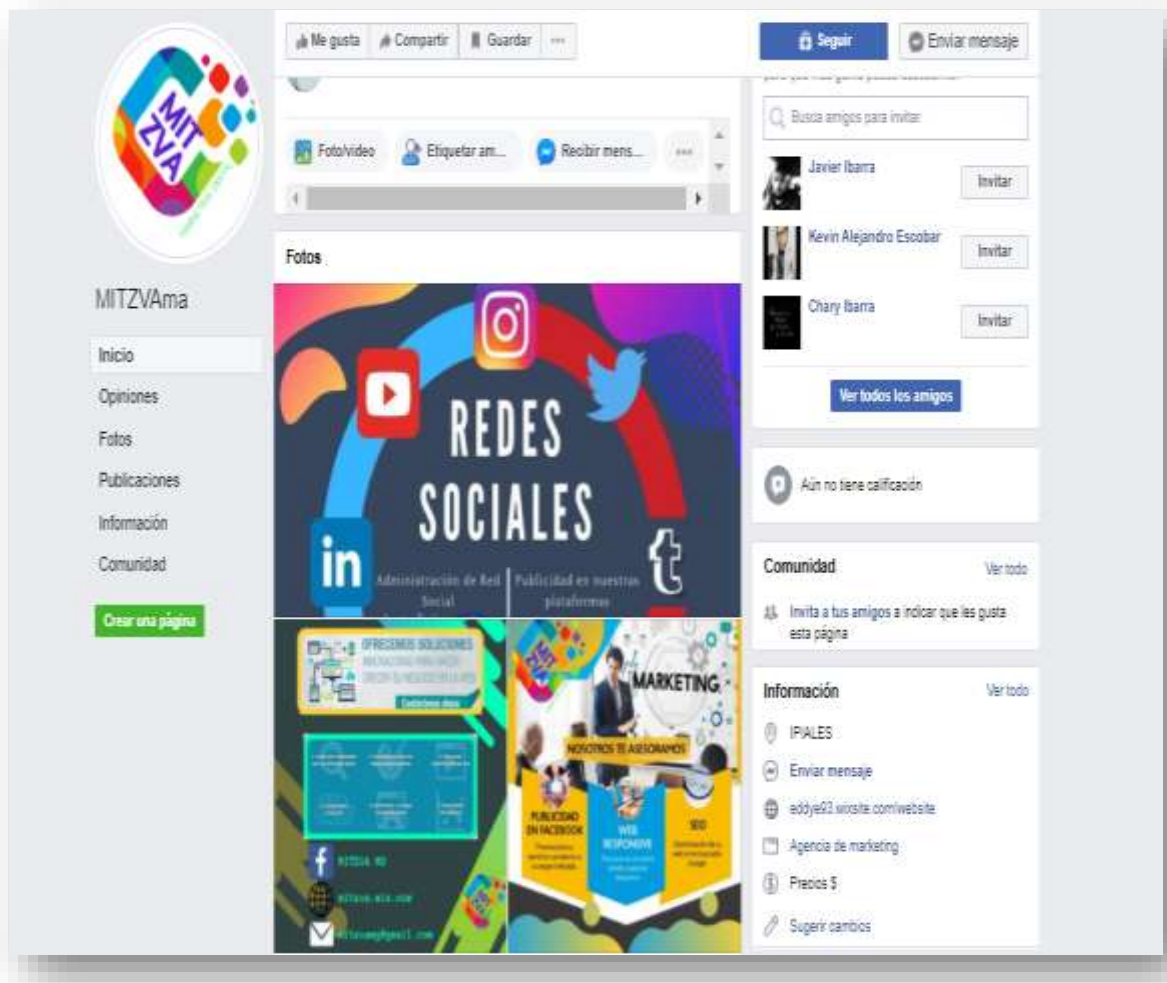 MIT
ZVA
MITZVAma
Inicio
Opiniones
Fotos
Publicaciones
Información
Comunidad
Crear una página
Me gusta
Compartir
Guardar
Seguir
Enviar mensaje
Foto/video
Etiquetar am...
Recibir mens...
Fotos
REDES
SOCIALES
in
t
Administración de Red
Social
Publicidad en nuestras
plataformas
OFRECEMOS SOLUCIONES
MIT
ZVA
MARKETING
NOSOTROS TE ASESORAMOS
PUBLICIDAD
EN FACEBOOK
WEB
RESPONSIVE
SEO
Busca amigos para invitar
Javier Ibarra
Invitar
Kevin Alejandro Escobar
Invitar
Chary Ibarra
Invitar
Ver todos los amigos
Aún no tiene calificación
Comunidad
Ver todo
Invita a tus amigos a indicar que les gusta
esta página
Información
Ver todo
IPIALES
Enviar mensaje
eddye93.wixsite.com/website
Agencia de marketing
Precios $
Sugerir cambios